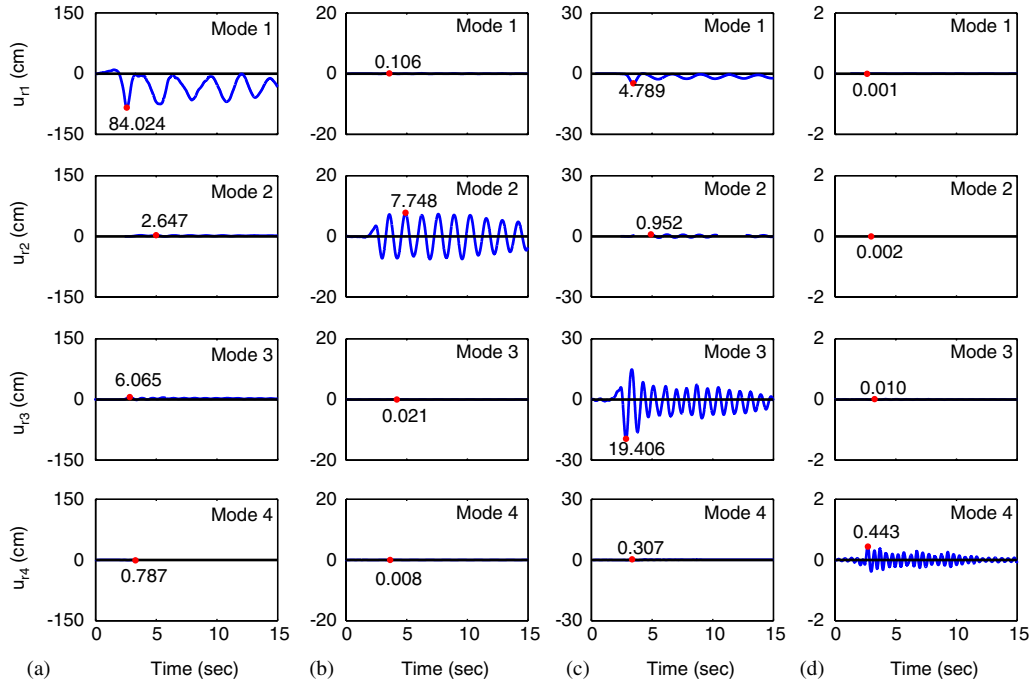 150 20 30 2
Mode 1 Mode 1 Mode 1 Mode 1
0.106
u_r1 (cm) 0 0 0 0
84.024 4.789 0.001
-150 -20 -30 -2
150 20 30 2
Mode 2 Mode 2 Mode 2 Mode 2
2.647 7.748 0.952
u_r2 (cm) 0 0 0 0
0.002
-150 -20 -30 -2
150 20 30 2
Mode 3 Mode 3 Mode 3 Mode 3
6.065 0.010
u_r3 (cm) 0 0 0 0
0.021
19.406
-150 -20 -30 -2
150 20 30 2
Mode 4 Mode 4 Mode 4 Mode 4
0.307 0.443
u_r4 (cm) 0 0 0 0
0.787 0.008
-150 -20 -30 -2
0 5 10 15 0 5 10 15 0 5 10 15 0 5 10 15
(a) Time (sec) (b) Time (sec) (c) Time (sec) (d) Time (sec)